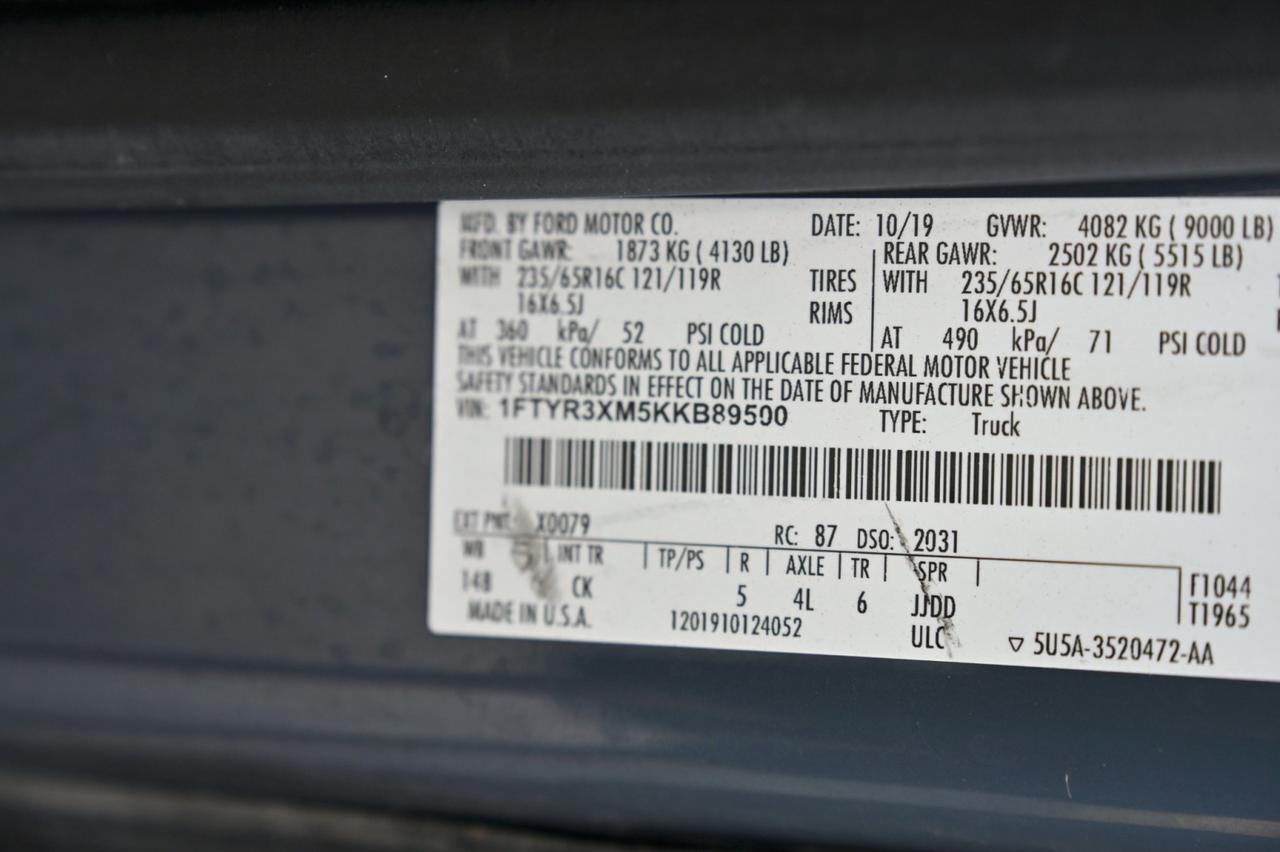 MFD. BY FORD MOTOR CO. DATE: 10/19 GVWR: 4082 KG ( 9000 LB)
FRONT GAWR: 1873 KG ( 4130 LB) REAR GAWR: 2502 KG ( 5515 LB)
WITH 235/65R16C 121/119R TIRES WITH 235/65R16C 121/119R
16X6.5J RIMS 16X6.5J
AT 360 kPa/ 52 PSI COLD AT 490 kPa/ 71 PSI COLD
THIS VEHICLE CONFORMS TO ALL APPLICABLE FEDERAL MOTOR VEHICLE
SAFETY STANDARDS IN EFFECT ON THE DATE OF MANUFACTURE SHOWN ABOVE.
VIN: 1FTYR3XM5KKB89500 TYPE: Truck
EXT PNT: X0079 RC: 87 DSO: 2031
WB INT TR TP/PS R AXLE TR SPR
148 CK 5 4L 6 JJDD
T1965
MADE IN U.S.A. 1201910124052 ULC ▽ 5U5A-3520472-AA